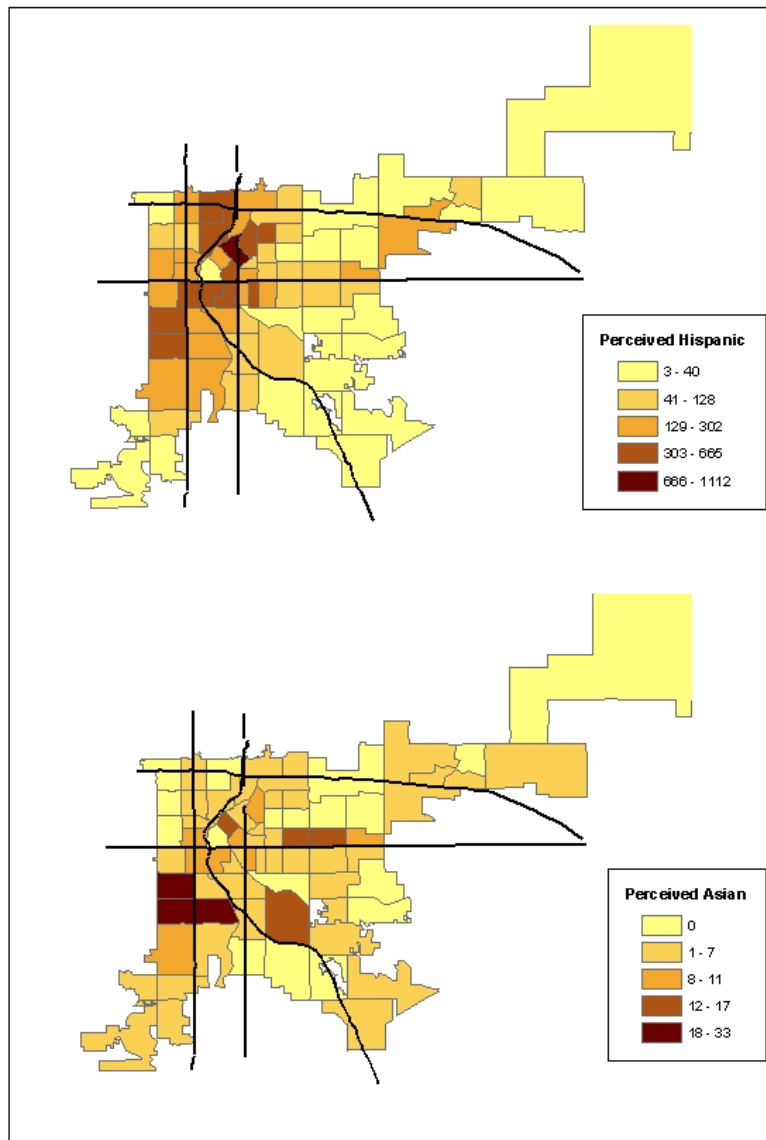 Perceived Hispanic
3 - 40
41 - 128
129 - 302
303 - 665
666 - 1112
Perceived Asian
0
1 - 7
8 - 11
12 - 17
18 - 33